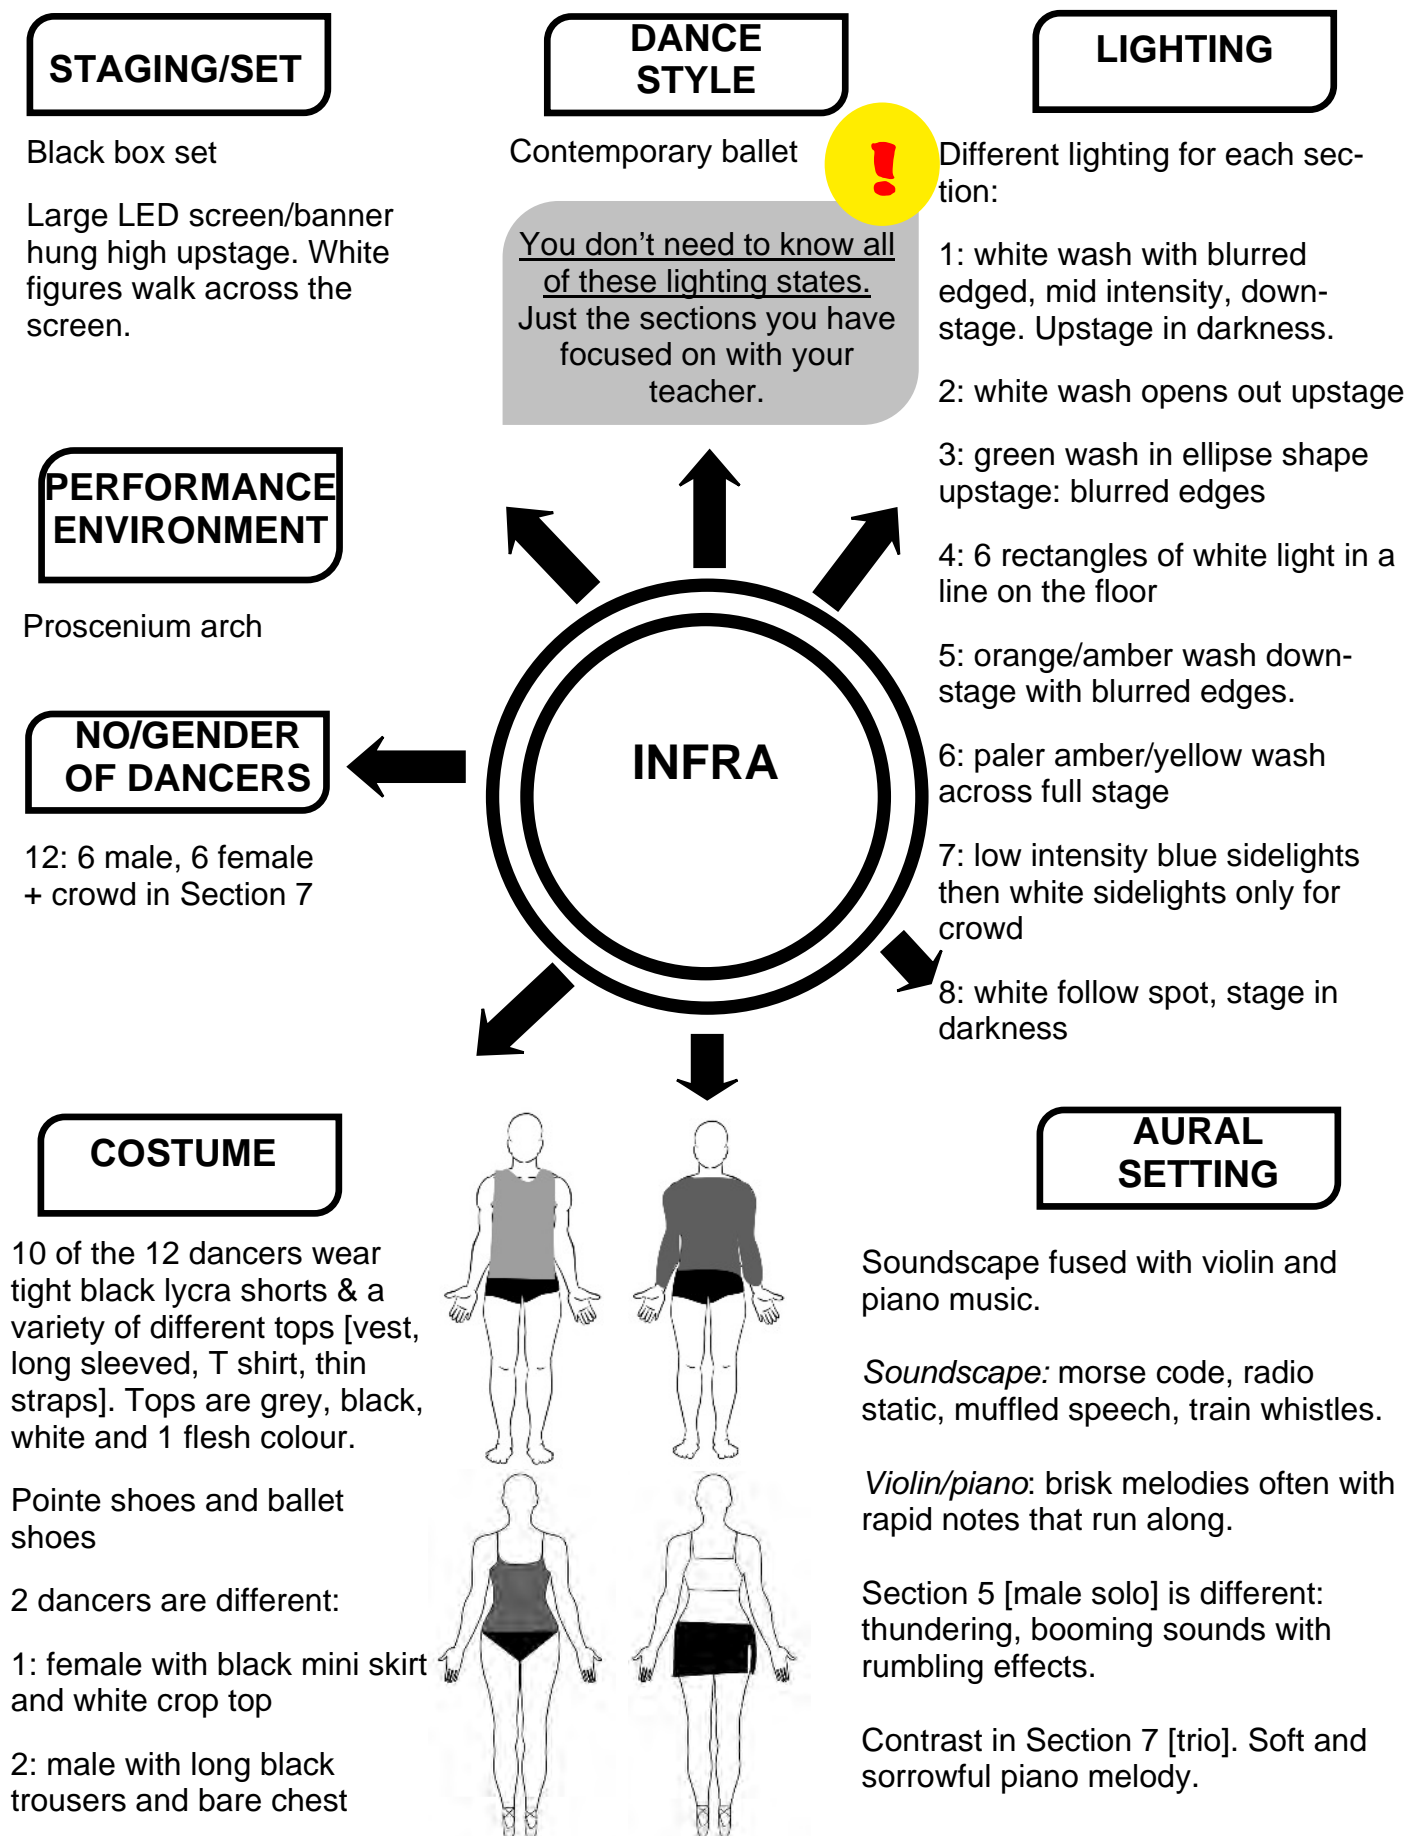 STAGING/SET
Black box set
Large LED screen/banner
hung high upstage. White
figures walk across the
screen.
DANCE
STYLE
Contemporary ballet
!
You don't need to know all
of these lighting states.
Just the sections you have
focused on with your
teacher.
LIGHTING
Different lighting for each sec-
tion:
1: white wash with blurred
edged, mid intensity, down-
stage. Upstage in darkness.
2: white wash opens out upstage
3: green wash in ellipse shape
upstage: blurred edges
4: 6 rectangles of white light in a
line on the floor
5: orange/amber wash down-
stage with blurred edges.
6: paler amber/yellow wash
across full stage
7: low intensity blue sidelights
then white sidelights only for
crowd
8: white follow spot, stage in
darkness
PERFORMANCE
ENVIRONMENT
Proscenium arch
NO/GENDER
OF DANCERS
12: 6 male, 6 female
+ crowd in Section 7
INFRA
COSTUME
10 of the 12 dancers wear
tight black lycra shorts & a
variety of different tops [vest,
long sleeved, T shirt, thin
straps]. Tops are grey, black,
white and 1 flesh colour.
Pointe shoes and ballet
shoes
2 dancers are different:
1: female with black mini skirt
and white crop top
2: male with long black
trousers and bare chest
AURAL
SETTING
Soundscape fused with violin and
piano music.
Soundscape: morse code, radio
static, muffled speech, train whistles.
Violin/piano: brisk melodies often with
rapid notes that run along.
Section 5 [male solo] is different:
thundering, booming sounds with
rumbling effects.
Contrast in Section 7 [trio]. Soft and
sorrowful piano melody.